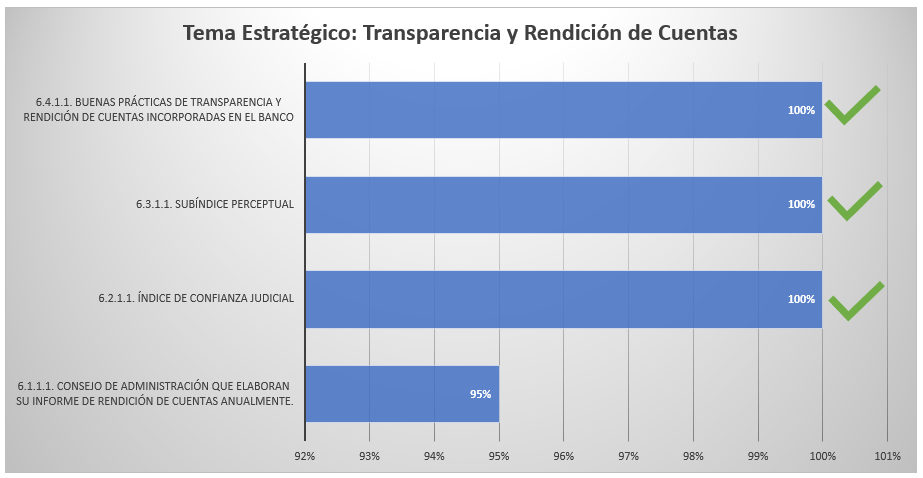 Tema Estratégico: Transparencia y Rendición de Cuentas
6.4.1.1. BUENAS PRÁCTICAS DE TRANSPARENCIA Y
RENDICIÓN DE CUENTAS INCORPORADAS EN EL BANCO
100%
6.3.1.1. SUBÍNDICE PERCEPTUAL
100%
6.2.1.1. ÍNDICE DE CONFIANZA JUDICIAL
100%
6.1.1.1. CONSEJO DE ADMINISTRACIÓN QUE ELABORAN
SU INFORME DE RENDICIÓN DE CUENTAS ANUALMENTE.
95%
92% 93% 94% 95% 96% 97% 98% 99% 100% 101%